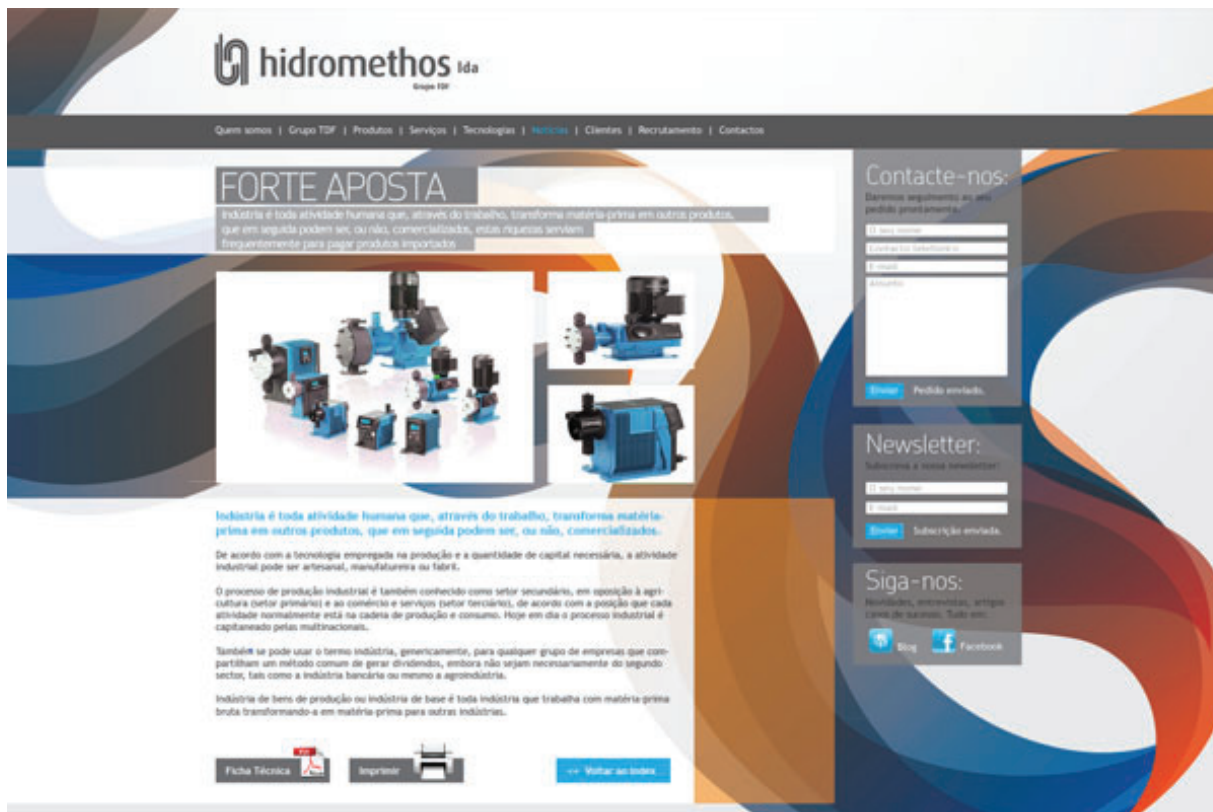 hidromethos lda
Grupo TDF
Quem somos | Grupo TDF | Produtos | Serviços | Tecnologias | Notícias | Clientes | Recrutamento | Contactos
FORTE APOSTA
Indústria é toda atividade humana que, através do trabalho, transforma matéria-prima em outros produtos,
que em seguida podem ser, ou não, comercializados, estas riquezas serviam
frequentemente para pagar produtos importados
Indústria é toda atividade humana que, através do trabalho, transforma matéria-
prima em outros produtos, que em seguida podem ser, ou não, comercializados.
De acordo com a tecnologia empregada na produção e a quantidade de capital necessária, a atividade
industrial pode ser artesanal, manufatureira ou fabril.
O processo de produção industrial é também conhecido como setor secundário, em oposição à agri-
cultura (setor primário) e ao comércio e serviços (setor terciário), de acordo com a posição que cada
atividade normalmente está na cadeia de produção e consumo. Hoje em dia o processo industrial é
capitaneado pelas multinacionais.
Também se pode usar o termo indústria, genericamente, para qualquer grupo de empresas que com-
partilham um método comum de gerar dividendos, embora não sejam necessariamente do segundo
sector, tais como a indústria bancária ou mesmo a agroindústria.
Indústria de bens de produção ou indústria de base é toda indústria que trabalha com matéria-prima
bruta transformando-a em matéria-prima para outras indústrias.
Ficha Técnica
PDF
Imprimir
<< Voltar ao index
Contacte-nos:
Daremos seguimento ao seu
pedido prontamente.
O seu nome
Contacto telefónico
E-mail
Assunto
Enviar Pedido enviado.
Newsletter:
Subscreva a nossa newsletter!
O seu nome
E-mail
Enviar Subscrição enviada.
Siga-nos:
Novidades, entrevistas, artigos
casos de sucesso. Tudo em:
Blog
Facebook